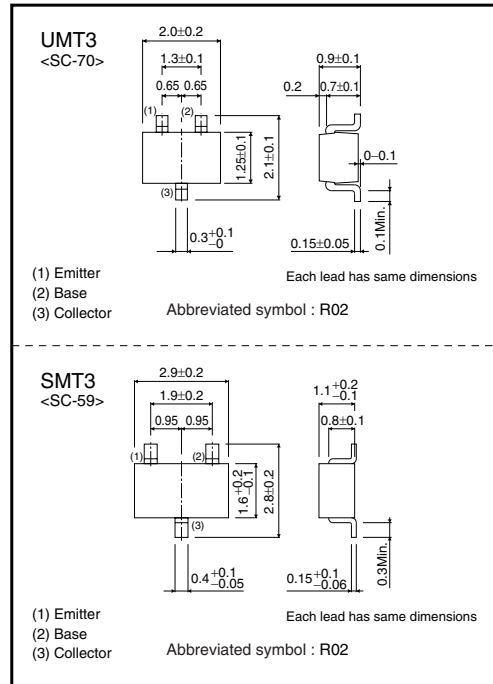 UMT3
<SC-70>
2.0±0.2
1.3±0.1
0.65 0.65
(1) (2)
(3)
1.25±0.1
2.1±0.1
0.3+0.1 −0
0.9±0.1
0.2 0.7±0.1
0−0.1
0.15±0.05
0.1Min.
Each lead has same dimensions
(1) Emitter
(2) Base
(3) Collector
Abbreviated symbol : R02
SMT3
<SC-59>
2.9±0.2
1.9±0.2
0.95 0.95
(1) (2)
(3)
1.6+0.2 −0.1
2.8±0.2
0.4+0.1 −0.05
1.1+0.2 −0.1
0.8±0.1
0.15+0.1 −0.06
0.3Min.
Each lead has same dimensions
(1) Emitter
(2) Base
(3) Collector
Abbreviated symbol : R02